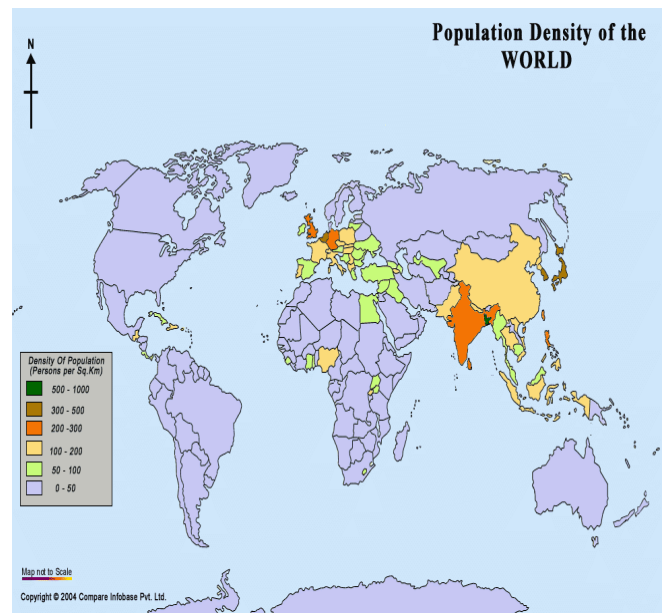 Population Density of the
WORLD
N
Density Of Population
(Persons per Sq.Km)
500 - 1000
300 - 500
200 -300
100 - 200
50 - 100
0 - 50
Map not to Scale
Copyright © 2004 Compare Infobase Pvt. Ltd.